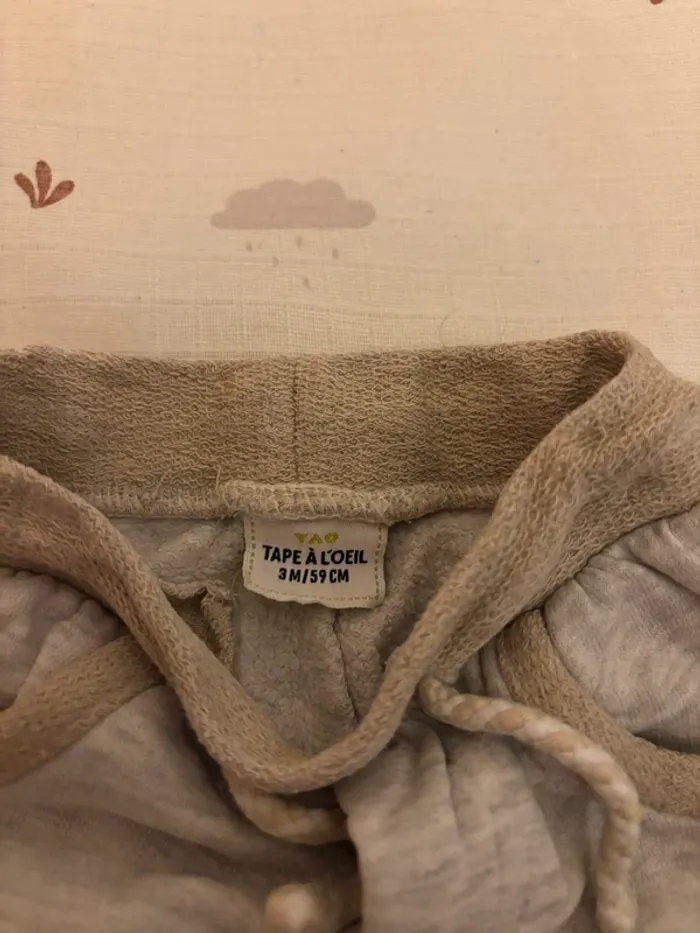 TAO
TAPE À L'OEIL
3M/59CM